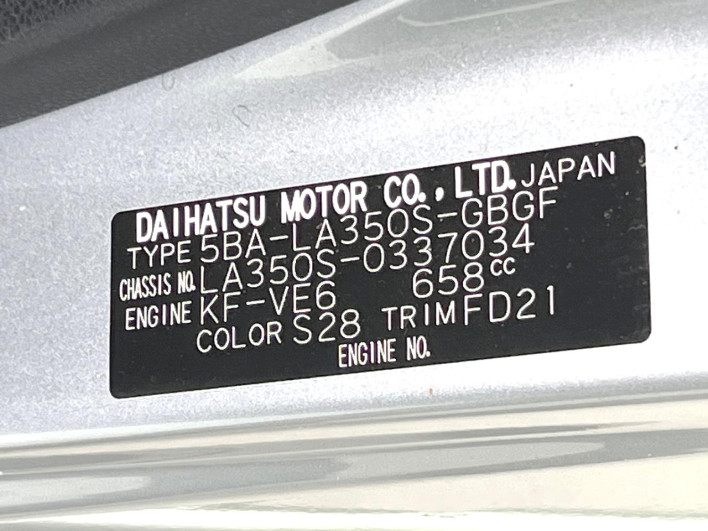 DAIHATSU MOTOR CO., LTD. JAPAN
TYPE 5BA-LA350S-GBGF
CHASSIS NO. LA350S-0337034
ENGINE KF-VE6 658cc
COLOR S28 TRIM FD21
ENGINE NO.